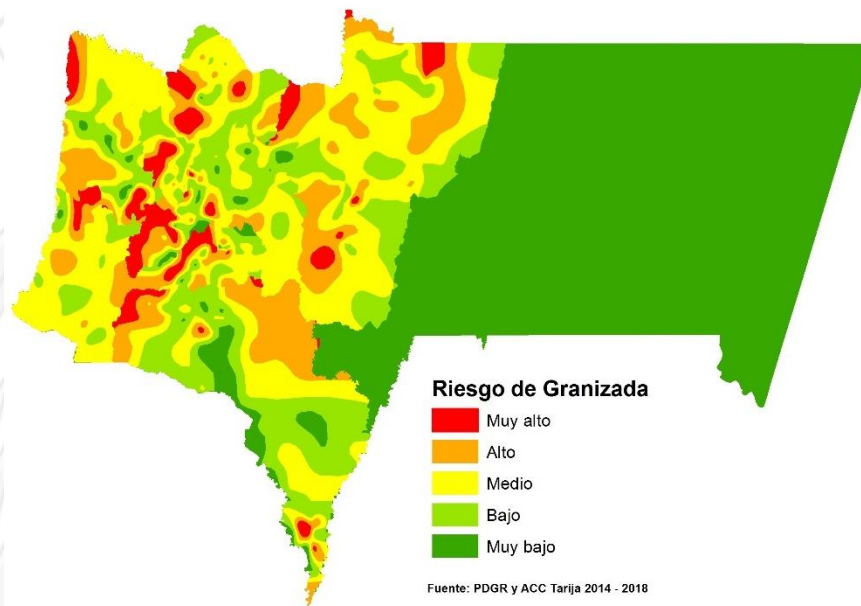 Riesgo de Granizada
Muy alto
Alto
Medio
Bajo
Muy bajo
Fuente: PDGR y ACC Tarija 2014 - 2018